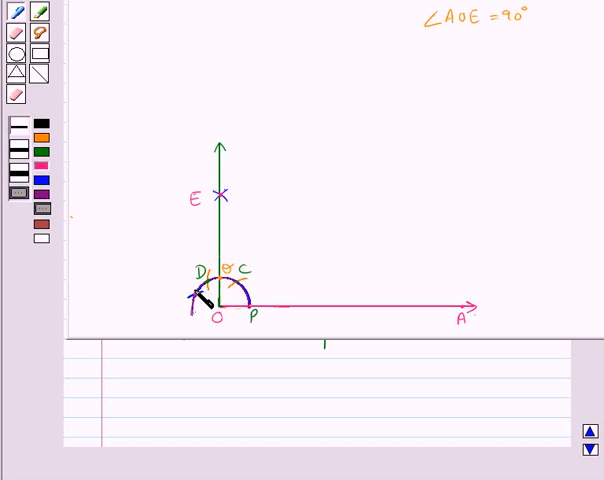 ∠AOE = 90°
E
D θ C
O P A